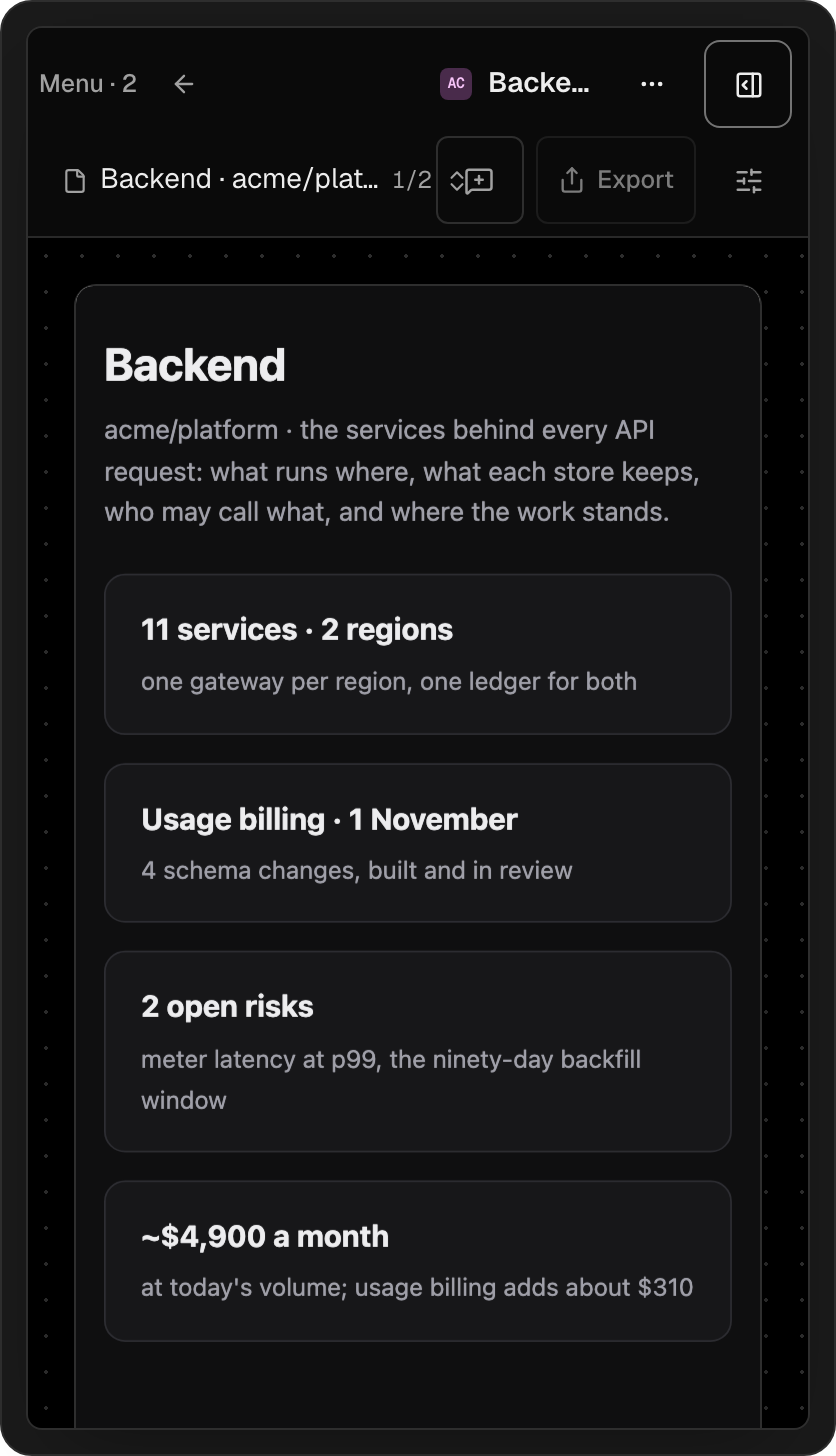 Menu · 2
AC Backe...
Backend · acme/plat... 1/2
Export
Backend
acme/platform · the services behind every API
request: what runs where, what each store keeps,
who may call what, and where the work stands.
11 services · 2 regions
one gateway per region, one ledger for both
Usage billing · 1 November
4 schema changes, built and in review
2 open risks
meter latency at p99, the ninety-day backfill
window
~$4,900 a month
at today's volume; usage billing adds about $310